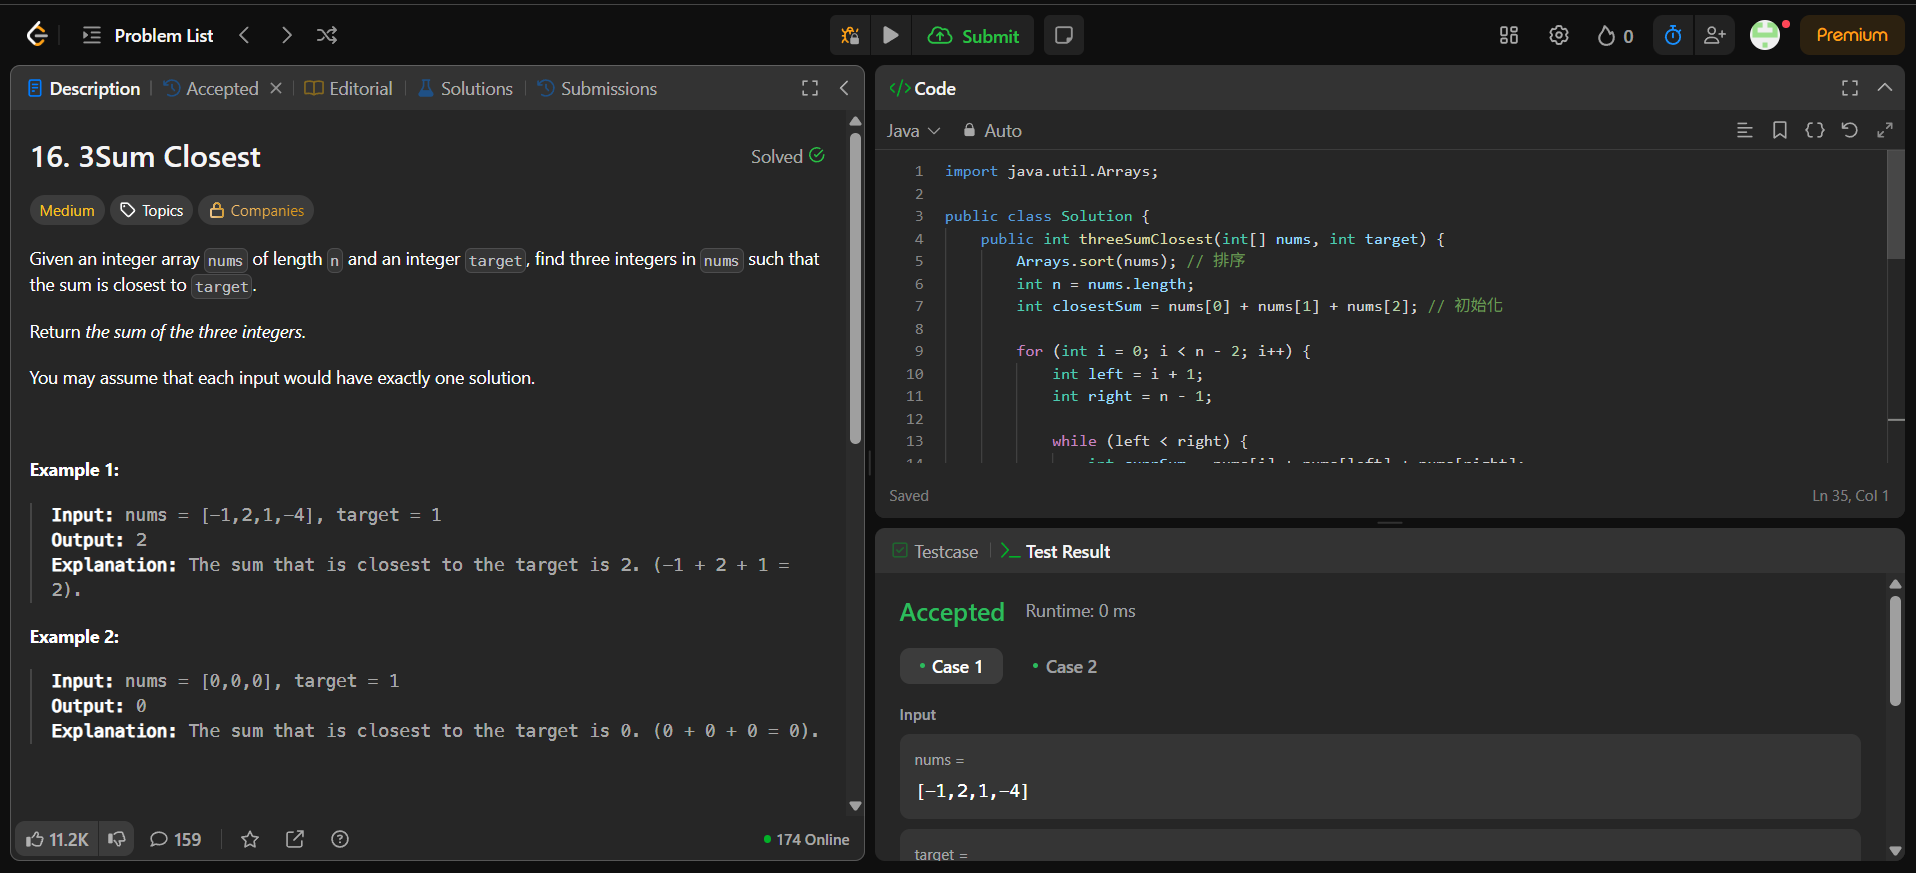 Problem List
Submit
0
Premium
Description
Accepted
Editorial
Solutions
Submissions
16. 3Sum Closest
Solved
Medium
Topics
Companies
Given an integer array nums of length n and an integer target, find three integers in nums such that
the sum is closest to target.
Return the sum of the three integers.
You may assume that each input would have exactly one solution.
Example 1:
Input: nums = [-1,2,1,-4], target = 1
Output: 2
Explanation: The sum that is closest to the target is 2. (-1 + 2 + 1 =
2).
Example 2:
Input: nums = [0,0,0], target = 1
Output: 0
Explanation: The sum that is closest to the target is 0. (0 + 0 + 0 = 0).
11.2K
159
174 Online
</> Code
Java
Auto
1 import java.util.Arrays;
2
3 public class Solution {
4 public int threeSumClosest(int[] nums, int target) {
5 Arrays.sort(nums); // 排序
6 int n = nums.length;
7 int closestSum = nums[0] + nums[1] + nums[2]; // 初始化
8
9 for (int i = 0; i < n - 2; i++) {
10 int left = i + 1;
11 int right = n - 1;
12
13 while (left < right) {
14
Saved
Ln 35, Col 1
Testcase
>_ Test Result
Accepted
Runtime: 0 ms
Case 1
Case 2
Input
nums =
[-1,2,1,-4]
target =